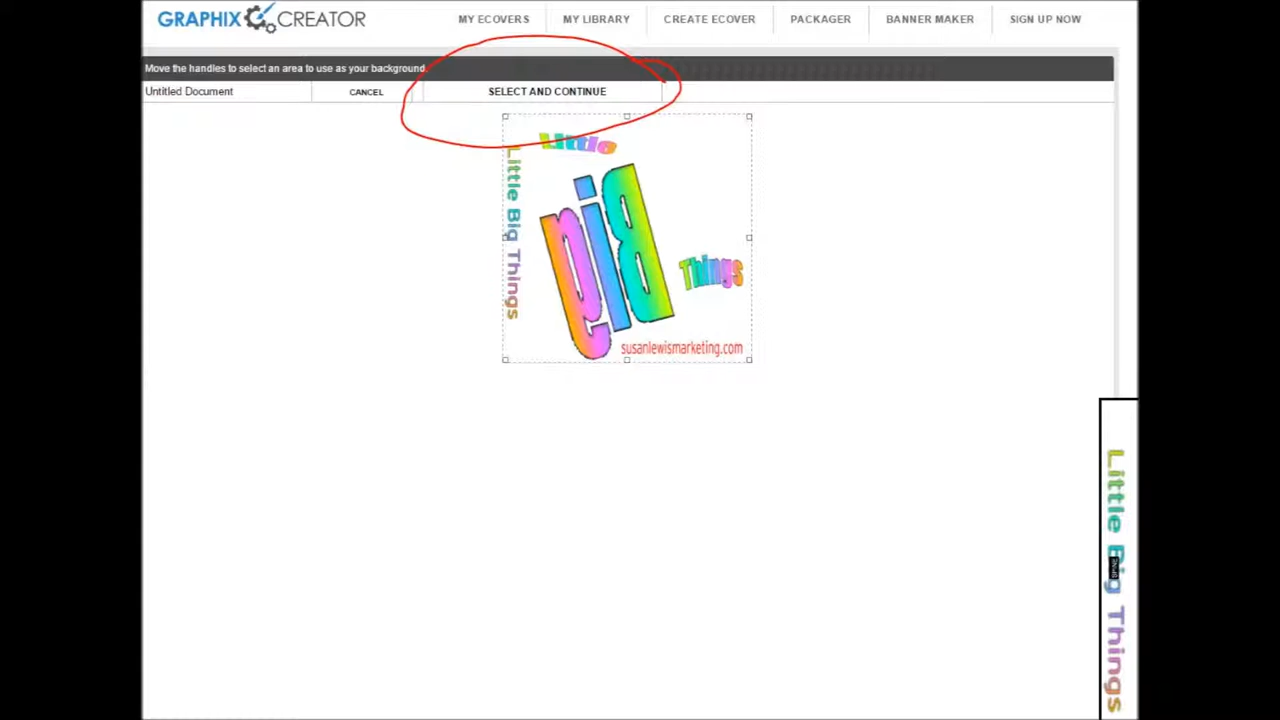 GRAPHIX CREATOR
MY ECOVERS
MY LIBRARY
CREATE ECOVER
PACKAGER
BANNER MAKER
SIGN UP NOW
Move the handles to select an area to use as your background.
Untitled Document
CANCEL
SELECT AND CONTINUE
Little
Little Big Things
Big
Things
susanlewismarketing.com
Little Big Things